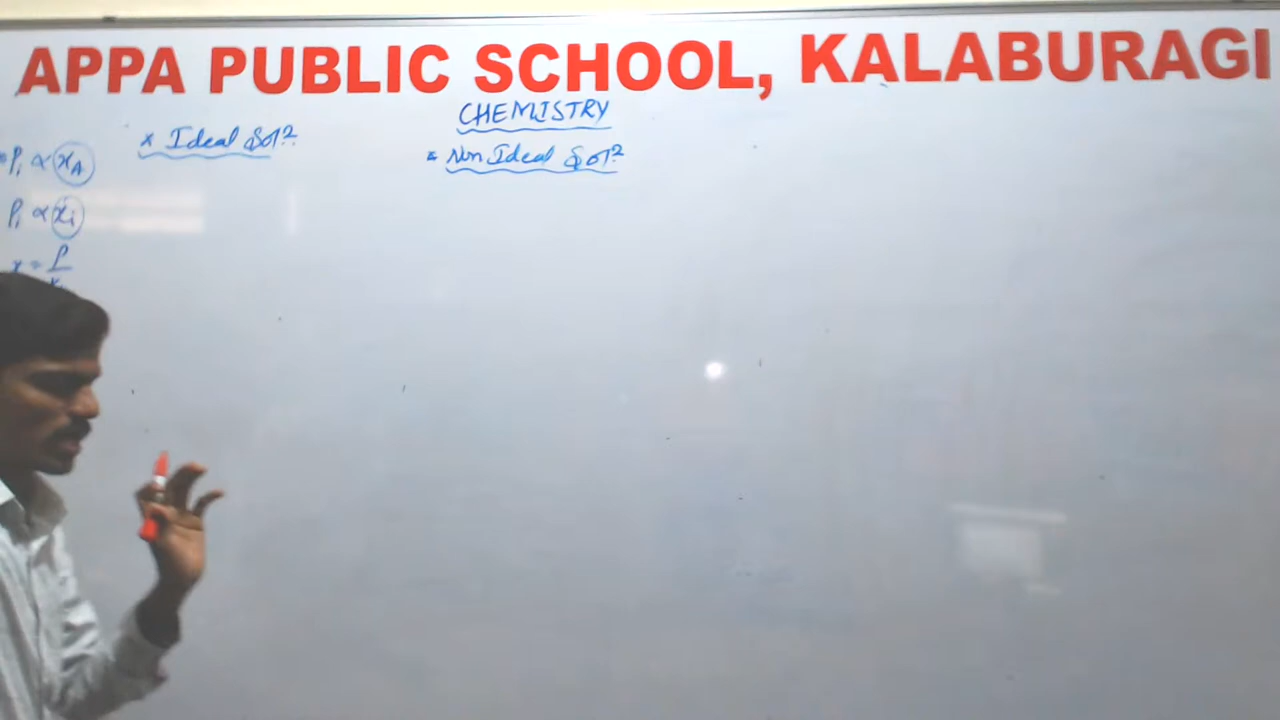 APPA PUBLIC SCHOOL, KALABURAGI
CHEMISTRY
P₁ ∝ x_A
P₁ ∝ x₁
x Ideal Sol?
* Non Ideal Sol?